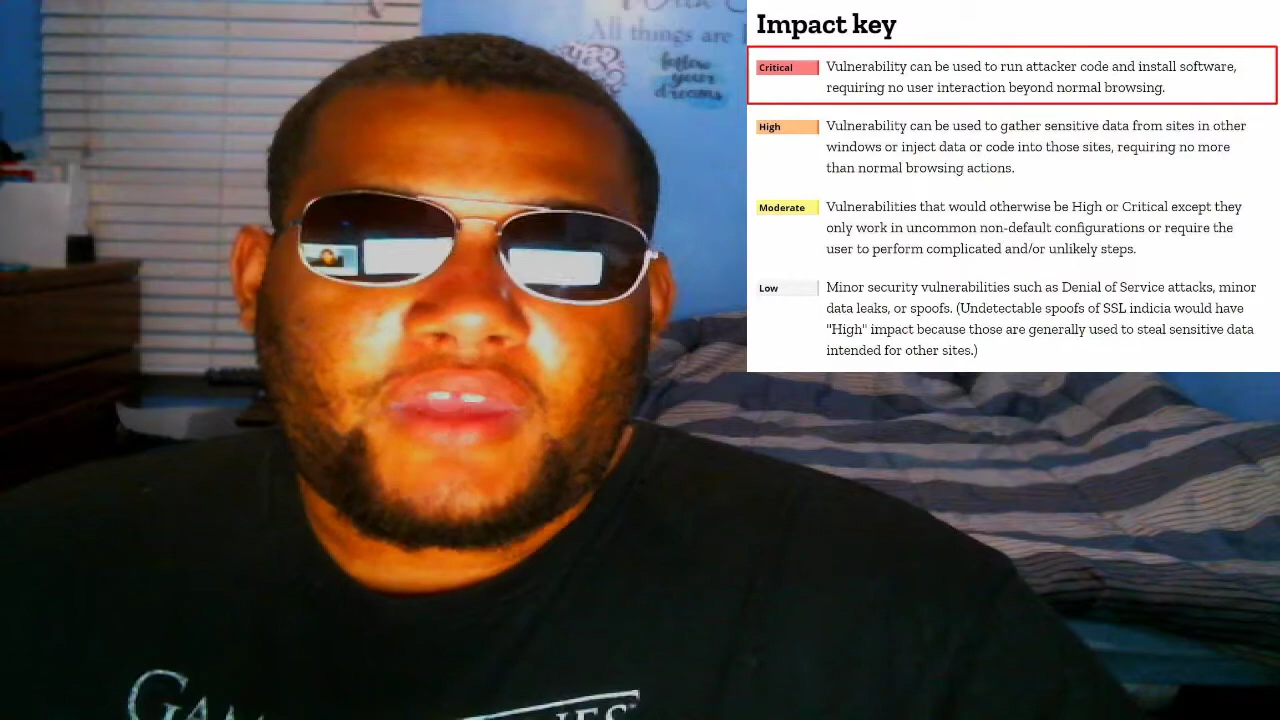 Impact key
Critical
Vulnerability can be used to run attacker code and install software,
requiring no user interaction beyond normal browsing.
High
Vulnerability can be used to gather sensitive data from sites in other
windows or inject data or code into those sites, requiring no more
than normal browsing actions.
Moderate
Vulnerabilities that would otherwise be High or Critical except they
only work in uncommon non-default configurations or require the
user to perform complicated and/or unlikely steps.
Low
Minor security vulnerabilities such as Denial of Service attacks, minor
data leaks, or spoofs. (Undetectable spoofs of SSL indicia would have
"High" impact because those are generally used to steal sensitive data
intended for other sites.)
All things are
follow
your
dreams